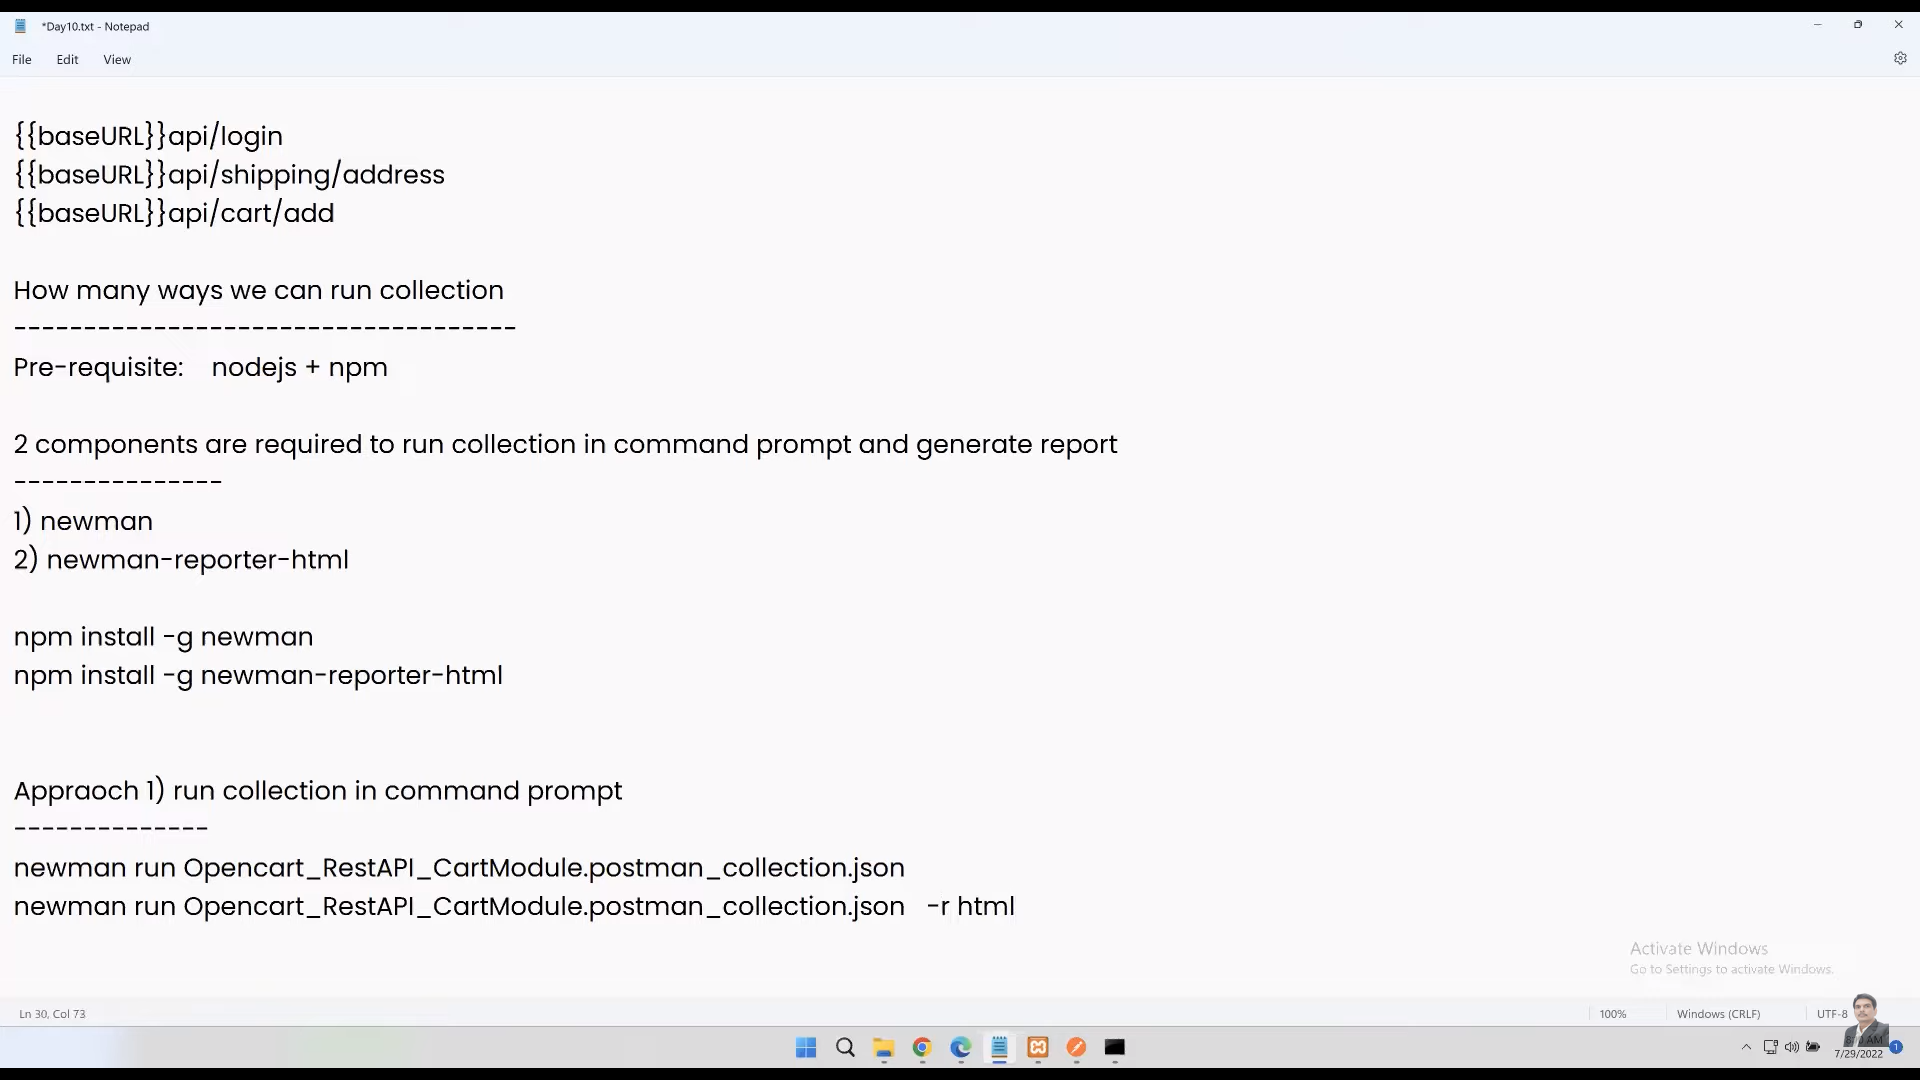 *Day10.txt - Notepad
File Edit View
{{baseURL}}api/login
{{baseURL}}api/shipping/address
{{baseURL}}api/cart/add
How many ways we can run collection
------------------------------------
Pre-requisite: nodejs + npm
2 components are required to run collection in command prompt and generate report
---------------
1) newman
2) newman-reporter-html
npm install -g newman
npm install -g newman-reporter-html
Appraoch 1) run collection in command prompt
--------------
newman run Opencart_RestAPI_CartModule.postman_collection.json
newman run Opencart_RestAPI_CartModule.postman_collection.json -r html
Activate Windows
Go to Settings to activate Windows.
Ln 30, Col 73 100% Windows (CRLF) UTF-8
AM
7/29/2022 1